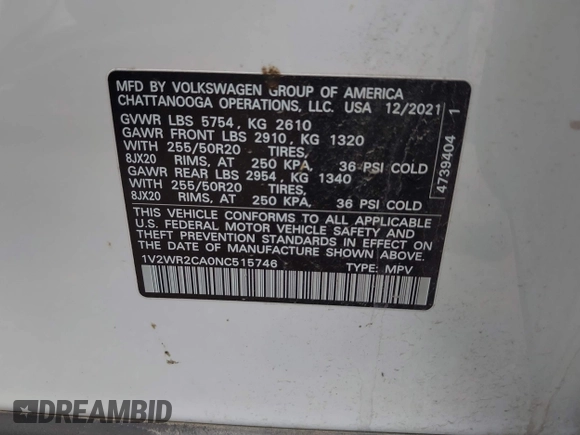 MFD BY VOLKSWAGEN GROUP OF AMERICA
CHATTANOOGA OPERATIONS, LLC. USA 12/2021
GVWR LBS 5754, KG 2610
GAWR FRONT LBS 2910, KG 1320
WITH 255/50R20 TIRES,
8JX20 RIMS, AT 250 KPA, 36 PSI COLD
GAWR REAR LBS 2954, KG 1340
WITH 255/50R20 TIRES,
8JX20 RIMS, AT 250 KPA, 36 PSI COLD
THIS VEHICLE CONFORMS TO ALL APPLICABLE
U.S. FEDERAL MOTOR VEHICLE SAFETY AND
THEFT PREVENTION STANDARDS IN EFFECT ON
THE DATE OF MANUFACTURE SHOWN ABOVE.
1V2WR2CA0NC515746 TYPE: MPV
4739404 1
DREAMBID